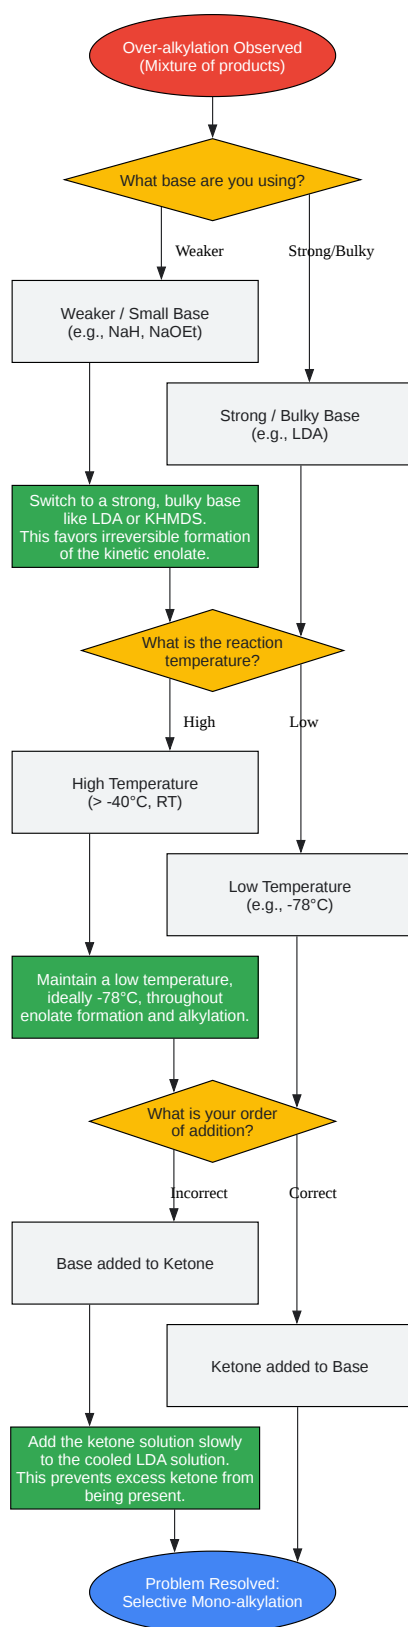 Over-alkylation Observed
(Mixture of products)
What base are you using?
Weaker
Strong/Bulky
Weaker / Small Base
(e.g., NaH, NaOEt)
Strong / Bulky Base
(e.g., LDA)
Switch to a strong, bulky base
like LDA or KHMDS.
This favors irreversible formation
of the kinetic enolate.
What is the reaction
temperature?
High
Low
High Temperature
(> -40°C, RT)
Low Temperature
(e.g., -78°C)
Maintain a low temperature,
ideally -78°C, throughout
enolate formation and alkylation.
What is your order
of addition?
Incorrect
Correct
Base added to Ketone
Ketone added to Base
Add the ketone solution slowly
to the cooled LDA solution.
This prevents excess ketone from
being present.
Problem Resolved:
Selective Mono-alkylation